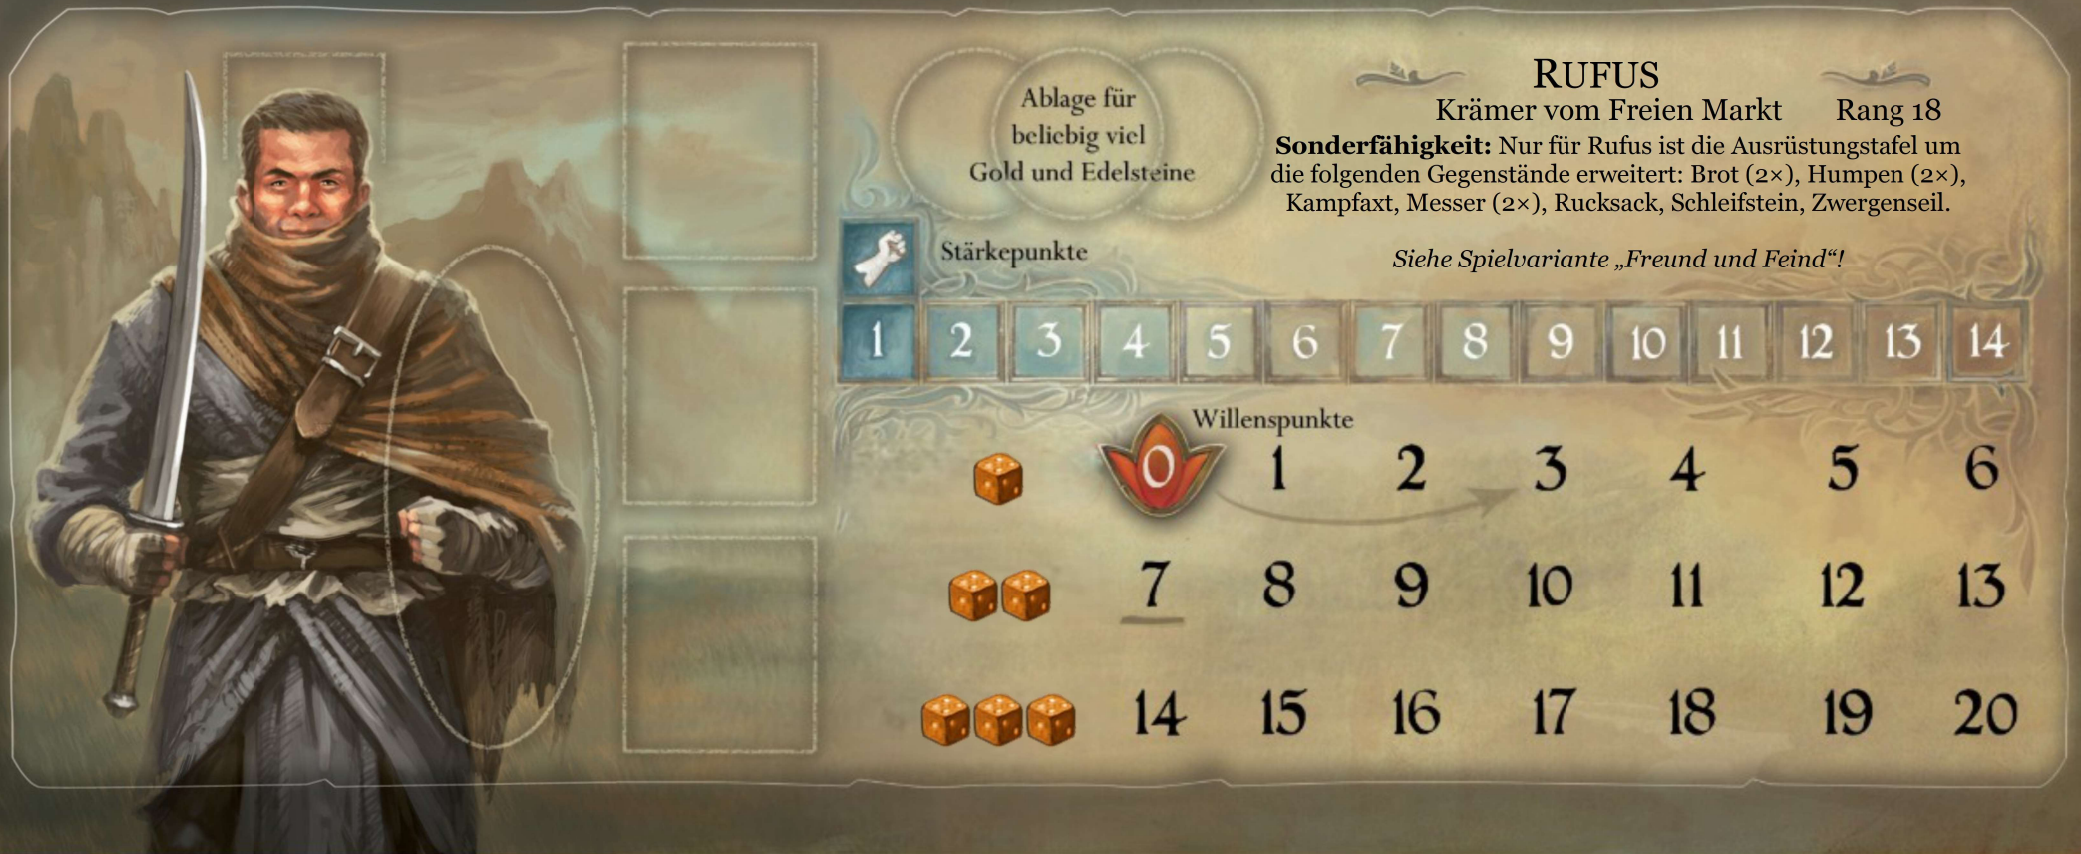 Ablage für
beliebig viel
Gold und Edelsteine
RUFUS
Krämer vom Freien Markt Rang 18
Sonderfähigkeit: Nur für Rufus ist die Ausrüstungstafel um
die folgenden Gegenstände erweitert: Brot (2×), Humpen (2×),
Kampfaxt, Messer (2×), Rucksack, Schleifstein, Zwergenseil.
Siehe Spielvariante „Freund und Feind“!
Stärkepunkte
1 2 3 4 5 6 7 8 9 10 11 12 13 14
Willenspunkte
0 1 2 3 4 5 6
7 8 9 10 11 12 13
14 15 16 17 18 19 20